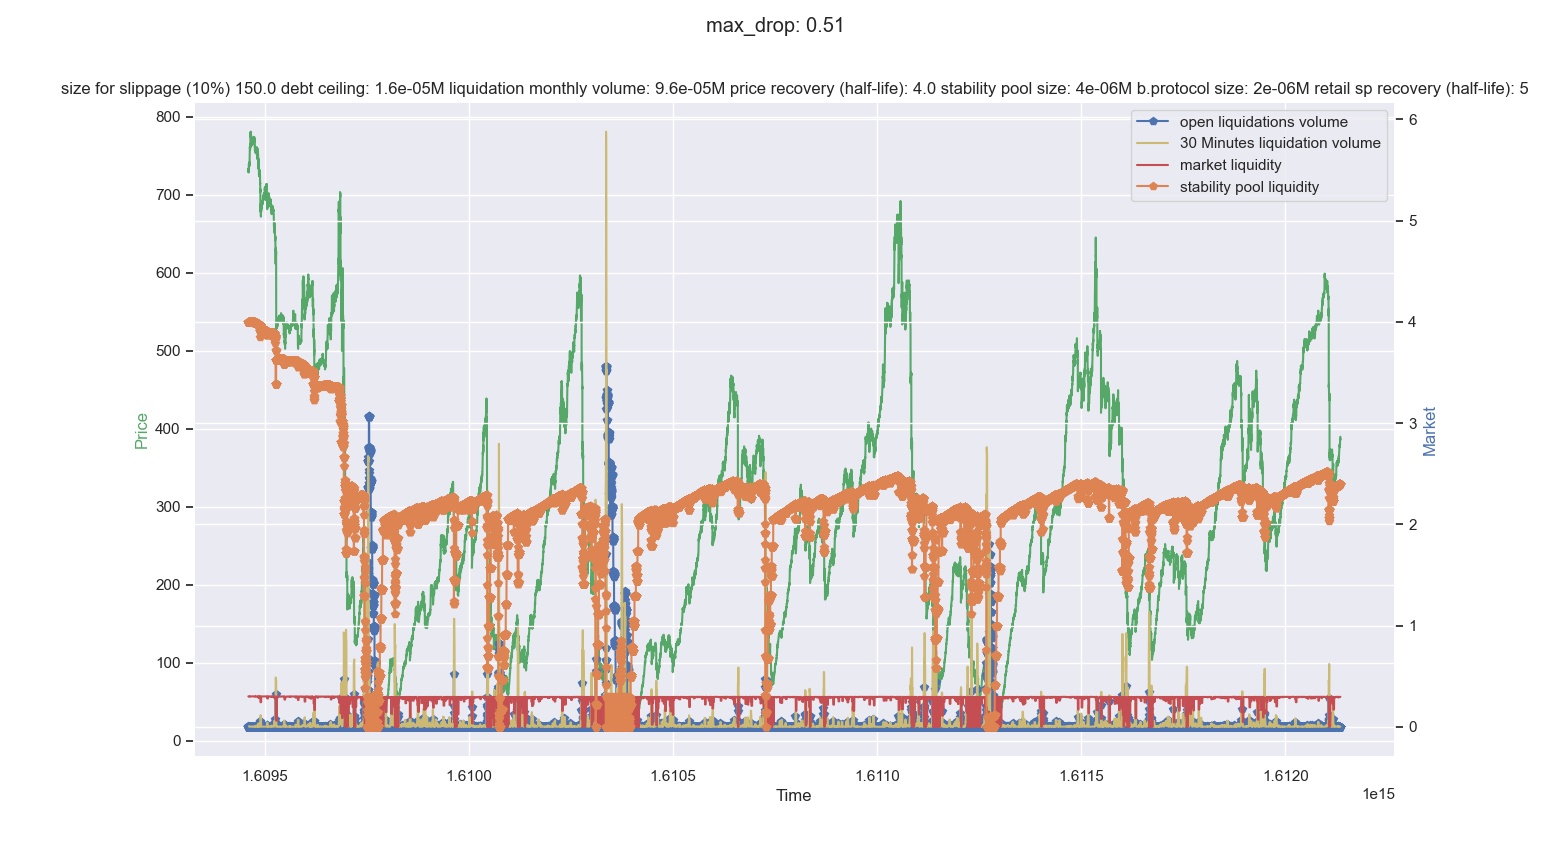 max_drop: 0.51
size for slippage (10%) 150.0 debt ceiling: 1.6e-05M liquidation monthly volume: 9.6e-05M price recovery (half-life): 4.0 stability pool size: 4e-06M b.protocol size: 2e-06M retail sp recovery (half-life): 5
open liquidations volume
30 Minutes liquidation volume
market liquidity
stability pool liquidity
800
700
600
500
400
300
200
100
0
Price
6
5
4
3
2
1
0
Market
1.6095
1.6100
1.6105
1.6110
1.6115
1.6120
Time
1e15